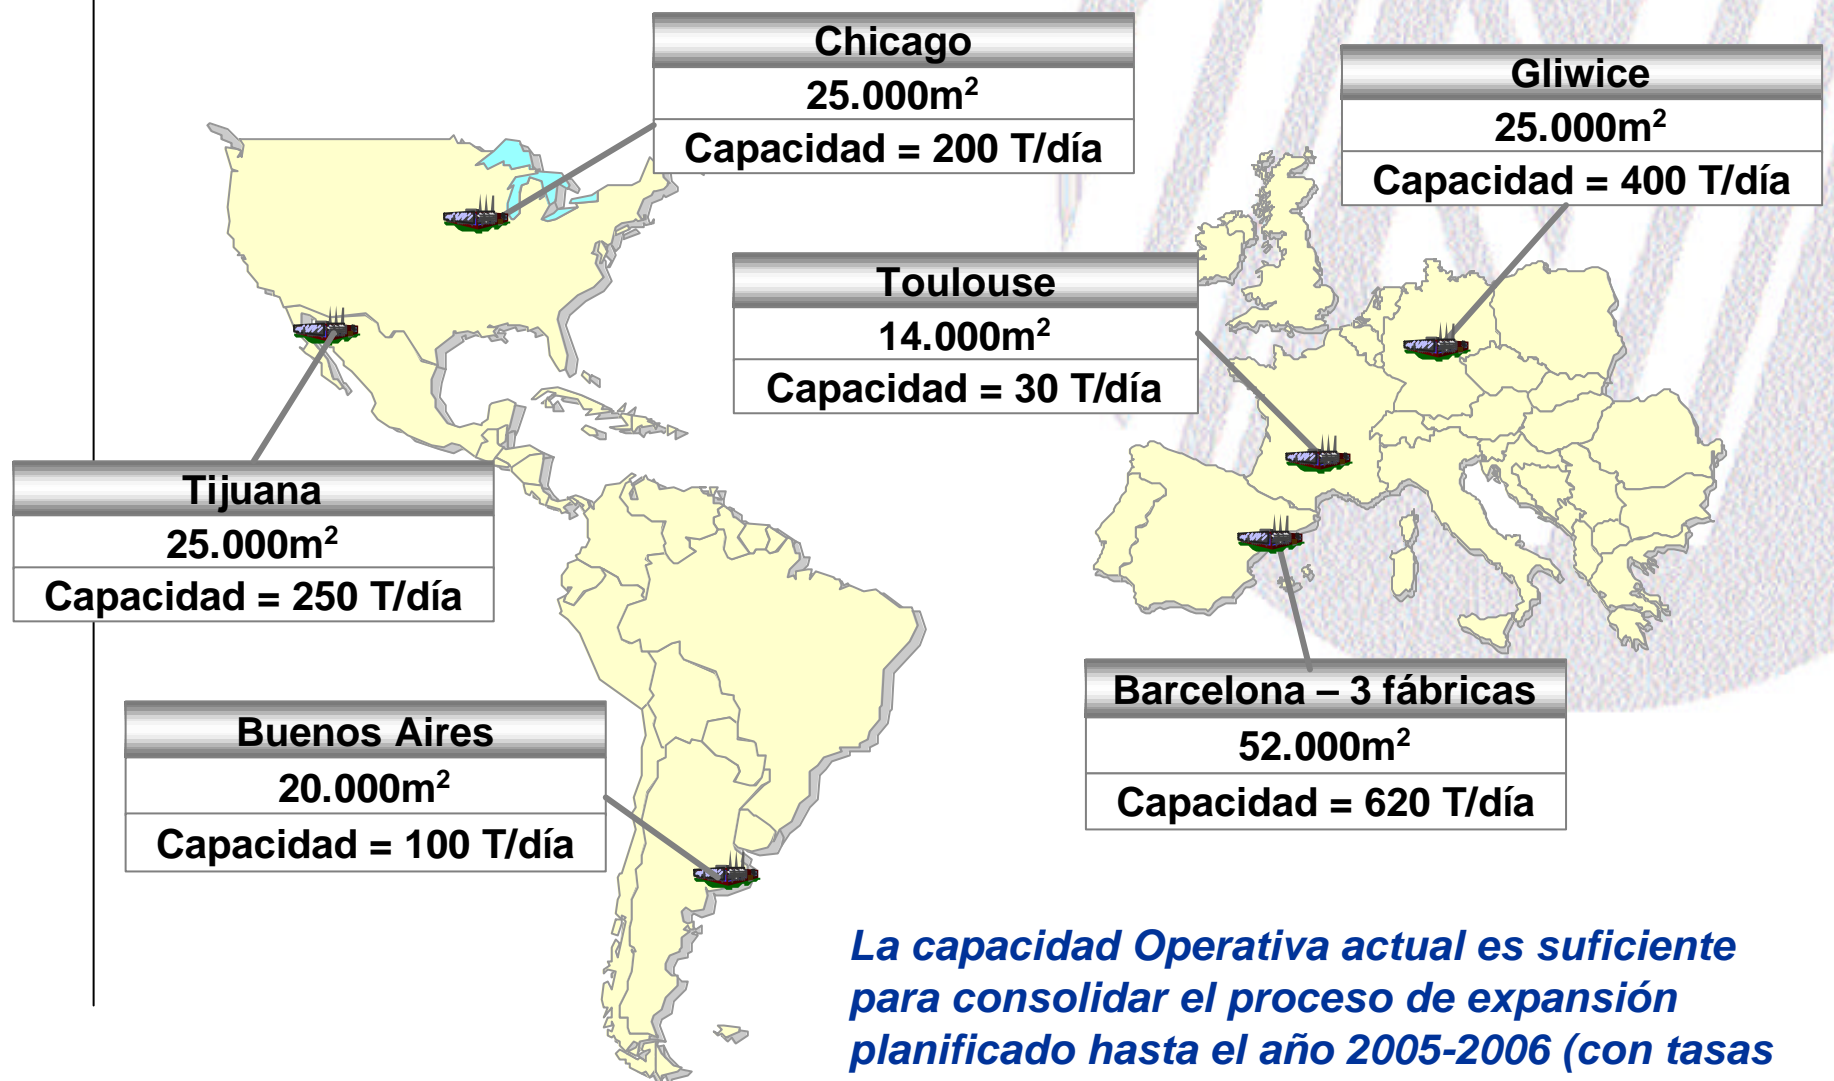 Chicago
25.000m²
Capacidad = 200 T/día
Gliwice
25.000m²
Capacidad = 400 T/día
Toulouse
14.000m²
Capacidad = 30 T/día
Tijuana
25.000m²
Capacidad = 250 T/día
Barcelona – 3 fábricas
52.000m²
Capacidad = 620 T/día
Buenos Aires
20.000m²
Capacidad = 100 T/día
La capacidad Operativa actual es suficiente
para consolidar el proceso de expansión
planificado hasta el año 2005-2006 (con tasas